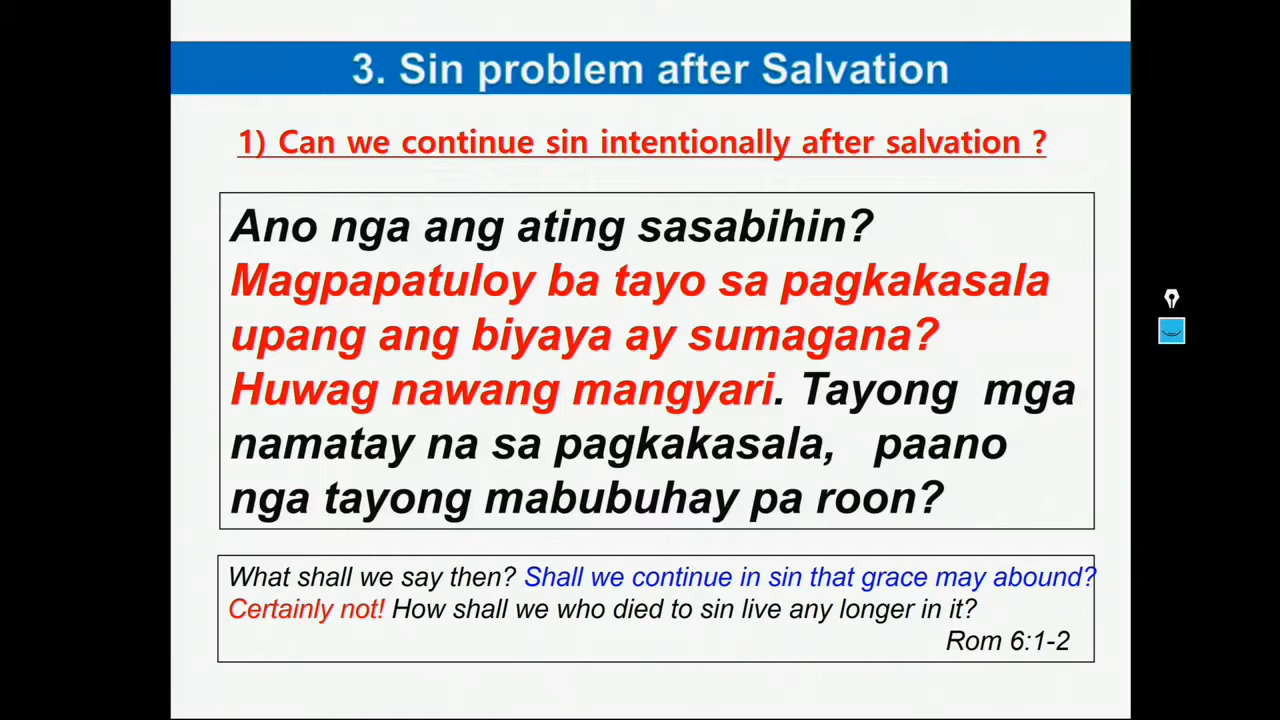 3. Sin problem after Salvation
1) Can we continue sin intentionally after salvation ?
Ano nga ang ating sasabihin?
Magpapatuloy ba tayo sa pagkakasala
upang ang biyaya ay sumagana?
Huwag nawang mangyari. Tayong mga
namatay na sa pagkakasala, paano
nga tayong mabubuhay pa roon?
What shall we say then? Shall we continue in sin that grace may abound?
Certainly not! How shall we who died to sin live any longer in it?
Rom 6:1-2